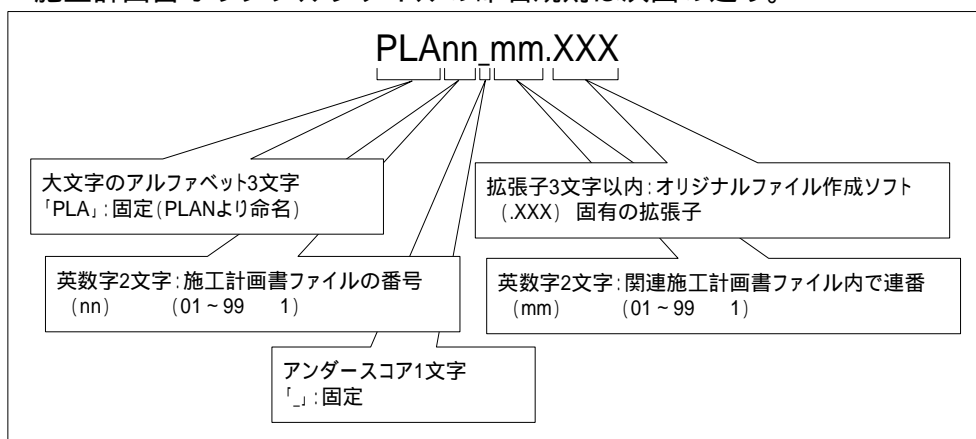 PLAnn_mm.XXX
大文字のアルファベット3文字
「PLA」:固定(PLANより命名)
拡張子3文字以内:オリジナルファイル作成ソフト
(.XXX) 固有の拡張子
英数字2文字:施工計画書ファイルの番号
(nn) (01~99 1)
英数字2文字:関連施工計画書ファイル内で連番
(mm) (01~99 1)
アンダースコア1文字
「_」:固定